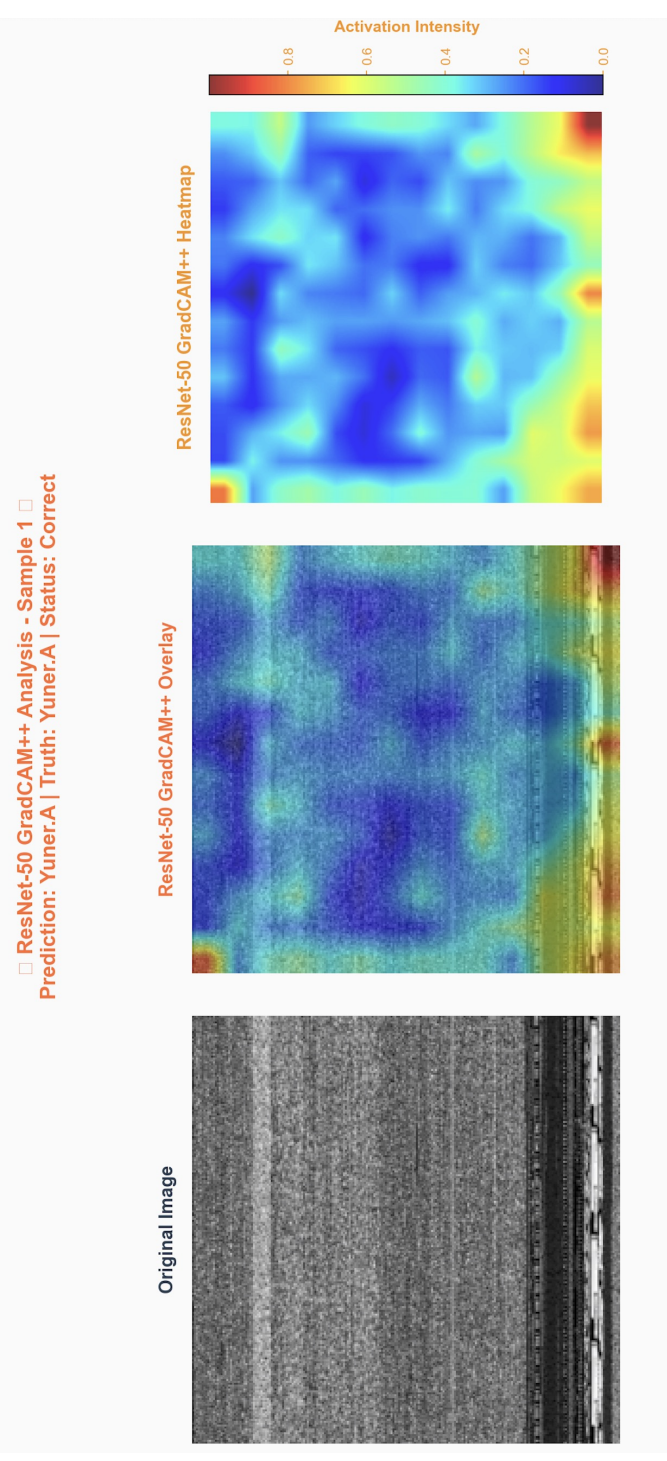 □ ResNet-50 GradCAM++ Analysis - Sample 1 □
Prediction: Yuner.A | Truth: Yuner.A | Status: Correct
Original Image
ResNet-50 GradCAM++ Overlay
ResNet-50 GradCAM++ Heatmap
0.8
0.6
0.4
0.2
0.0
Activation Intensity